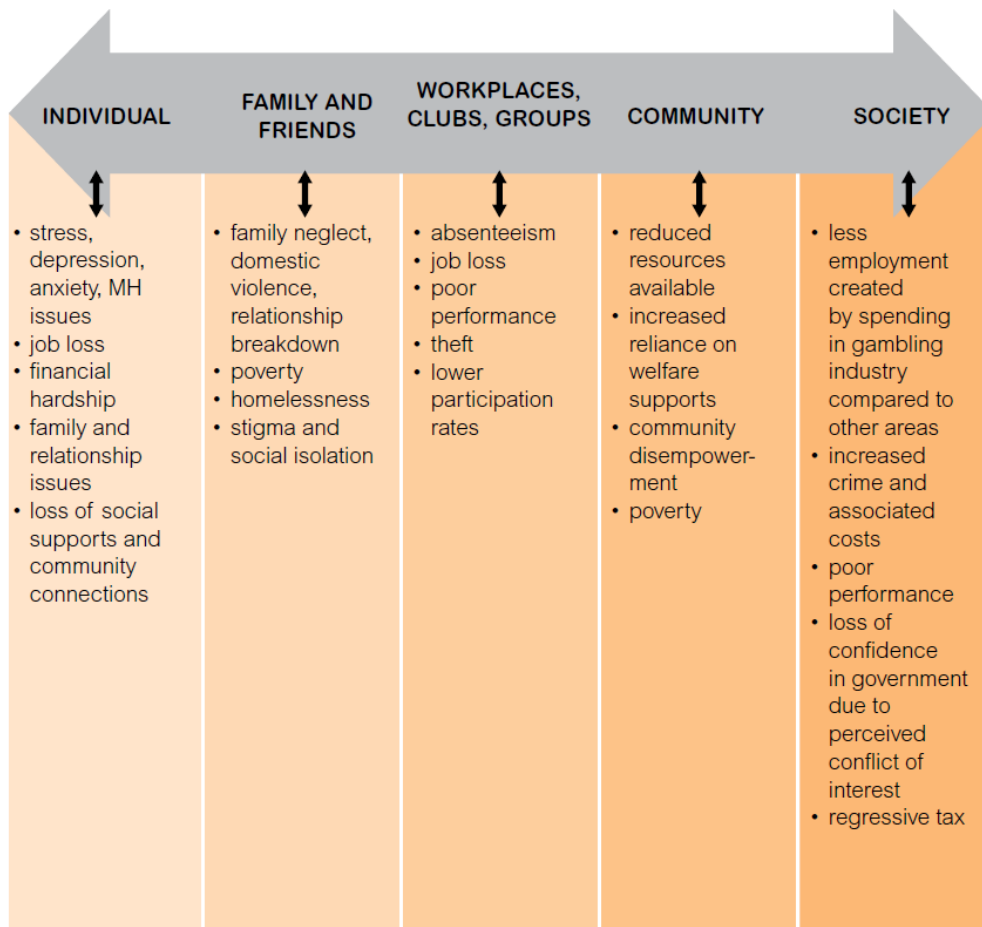 INDIVIDUAL
FAMILY AND
FRIENDS
WORKPLACES,
CLUBS, GROUPS
COMMUNITY
SOCIETY
• stress,
depression,
anxiety, MH
issues
• job loss
• financial
hardship
• family and
relationship
issues
• loss of social
supports and
community
connections
• family neglect,
domestic
violence,
relationship
breakdown
• poverty
• homelessness
• stigma and
social isolation
• absenteeism
• job loss
• poor
performance
• theft
• lower
participation
rates
• reduced
resources
available
• increased
reliance on
welfare
supports
• community
disempower-
ment
• poverty
• less
employment
created
by spending
in gambling
industry
compared to
other areas
• increased
crime and
associated
costs
• poor
performance
• loss of
confidence
in government
due to
perceived
conflict of
interest
• regressive tax